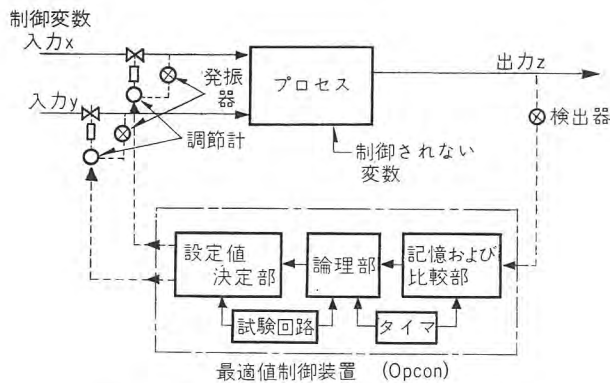 制御変数
入力x
発振
器
プロセス
出力z
入力y
検出器
調節計
制御されない
変数
設定値
決定部
論理部
記憶および
比較部
試験回路
タイマ
最適値制御装置 (Opcon)